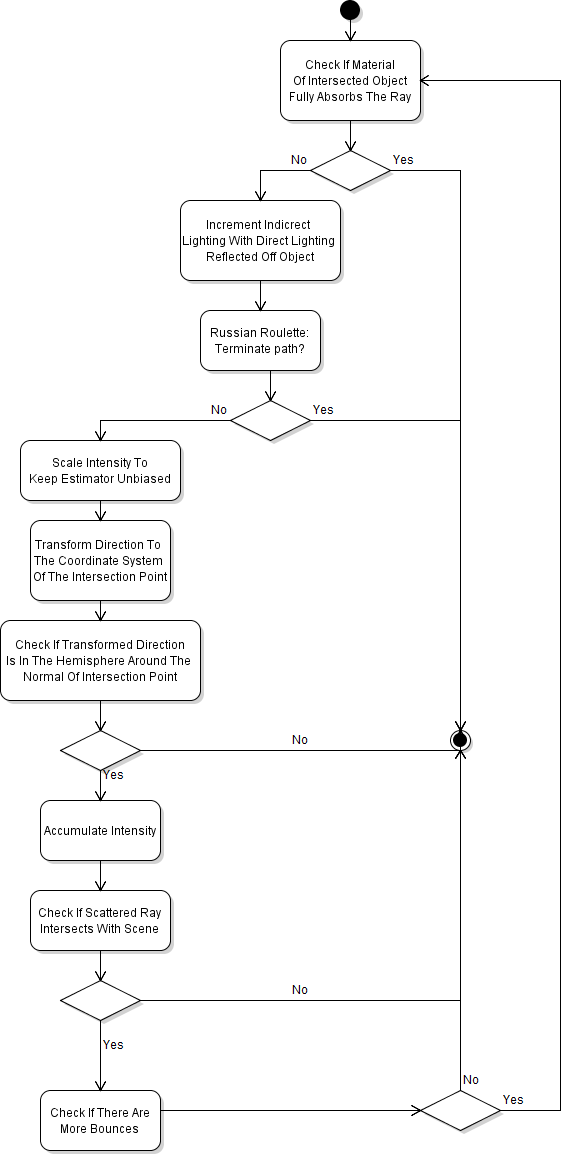 Check If Material
Of Intersected Object
Fully Absorbs The Ray
No
Yes
Increment Indicrect
Lighting With Direct Lighting
Reflected Off Object
Russian Roulette:
Terminate path?
No
Yes
Scale Intensity To
Keep Estimator Unbiased
Transform Direction To
The Coordinate System
Of The Intersection Point
Check If Transformed Direction
Is In The Hemisphere Around The
Normal Of Intersection Point
No
Yes
Accumulate Intensity
Check If Scattered Ray
Intersects With Scene
No
Yes
Check If There Are
More Bounces
No
Yes